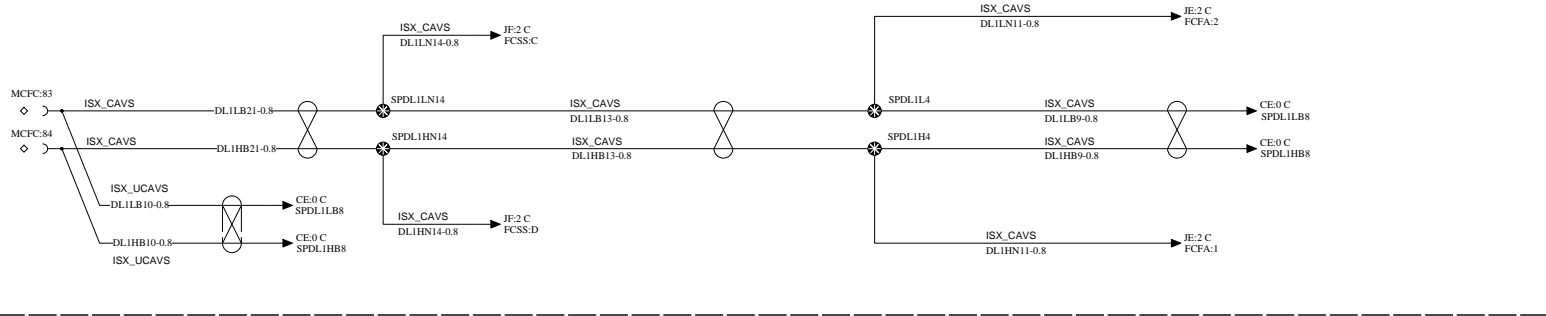 ISX_CAVS
JE:2 C
DL1LN11-0.8
FCFA:2
ISX_CAVS
JF:2 C
DL1LN14-0.8
FCSS:C
MCFC:83
ISX_CAVS
DL1LB21-0.8
SPDL1LN14
ISX_CAVS
DL1LB13-0.8
SPDL1L4
ISX_CAVS
DL1LB9-0.8
CE:0 C
SPDL1LB8
MCFC:84
ISX_CAVS
DL1HB21-0.8
SPDL1HN14
ISX_CAVS
DL1HB13-0.8
SPDL1H4
ISX_CAVS
DL1HB9-0.8
CE:0 C
SPDL1HB8
ISX_UCAVS
DL1LB10-0.8
CE:0 C
SPDL1LB8
ISX_CAVS
DL1HN14-0.8
JF:2 C
FCSS:D
DL1HB10-0.8
ISX_UCAVS
CE:0 C
SPDL1HB8
ISX_CAVS
DL1HN11-0.8
JE:2 C
FCFA:1